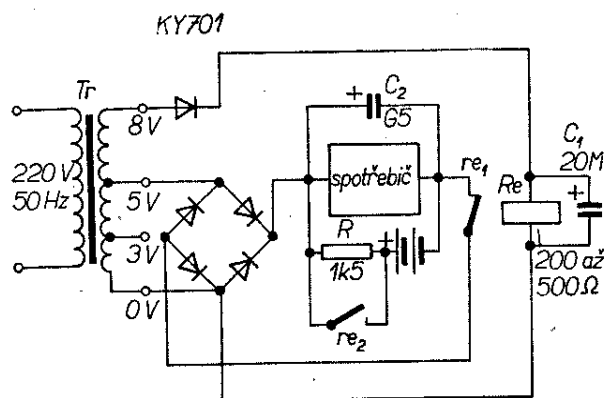 KY701
Tr
8V
220V
50Hz
5V
3V
0V
+
C2
G5
spotřebič
R
1k5
+
re2
re1
Re
C1
20M
+
200 až
500Ω